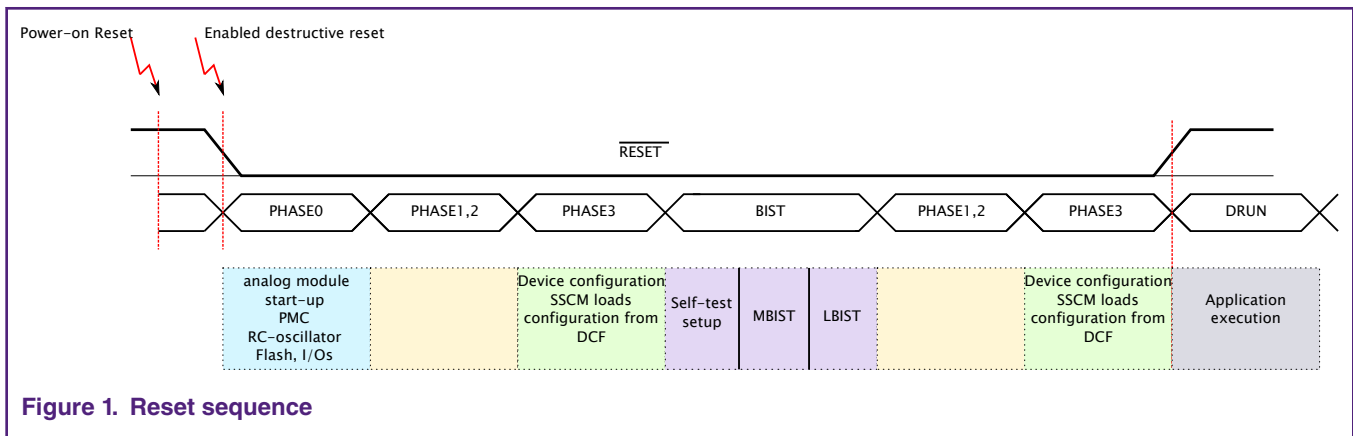 Power-on Reset
Enabled destructive reset
RESET
PHASE0
PHASE1,2
PHASE3
BIST
PHASE1,2
PHASE3
DRUN
analog module
start-up
PMC
RC-oscillator
Flash, I/Os
Device configuration
SSCM loads
configuration from
DCF
Self-test
setup
MBIST
LBIST
Device configuration
SSCM loads
configuration from
DCF
Application
execution
Figure 1. Reset sequence